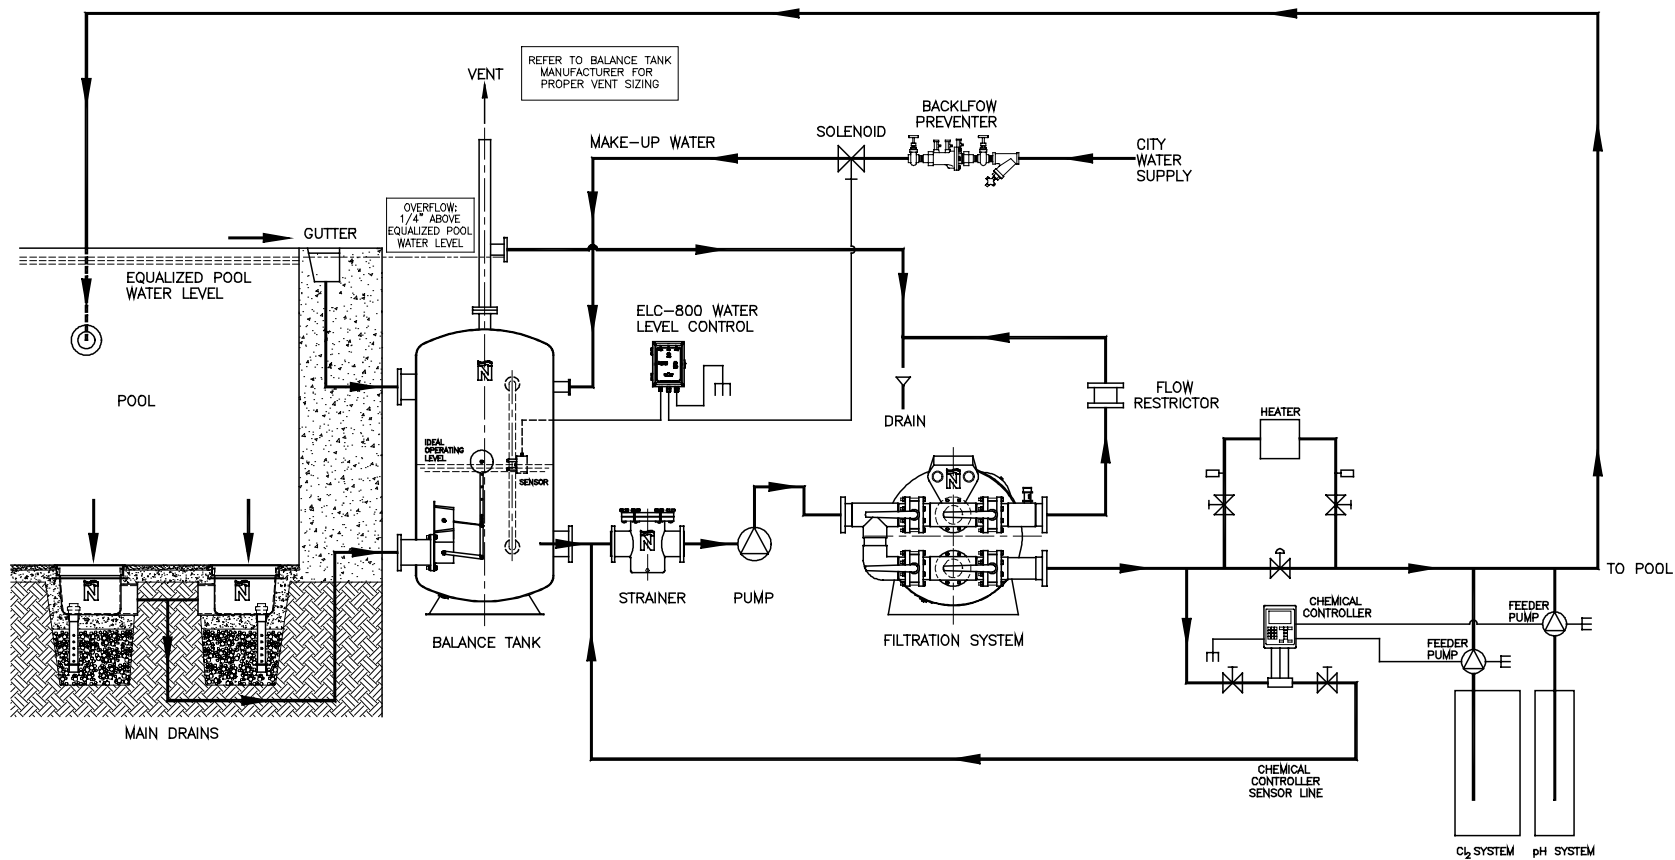 VENT
REFER TO BALANCE TANK
MANUFACTURER FOR
PROPER VENT SIZING
MAKE-UP WATER
SOLENOID
BACKLFOW
PREVENTER
CITY
WATER
SUPPLY
OVERFLOW:
1/4" ABOVE
EQUALIZED POOL
WATER LEVEL
GUTTER
EQUALIZED POOL
WATER LEVEL
ELC-800 WATER
LEVEL CONTROL
POOL
DRAIN
FLOW
RESTRICTOR
HEATER
IDEAL
OPERATING
LEVEL
SENSOR
N
N
N
N
N
N
STRAINER
PUMP
BALANCE TANK
FILTRATION SYSTEM
TO POOL
CHEMICAL
CONTROLLER
FEEDER
PUMP
FEEDER
PUMP
MAIN DRAINS
CHEMICAL
CONTROLLER
SENSOR LINE
Cl₂ SYSTEM
pH SYSTEM